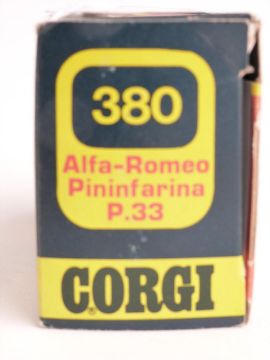 380
Alfa-Romeo
Pininfarina
P.33
CORGI®